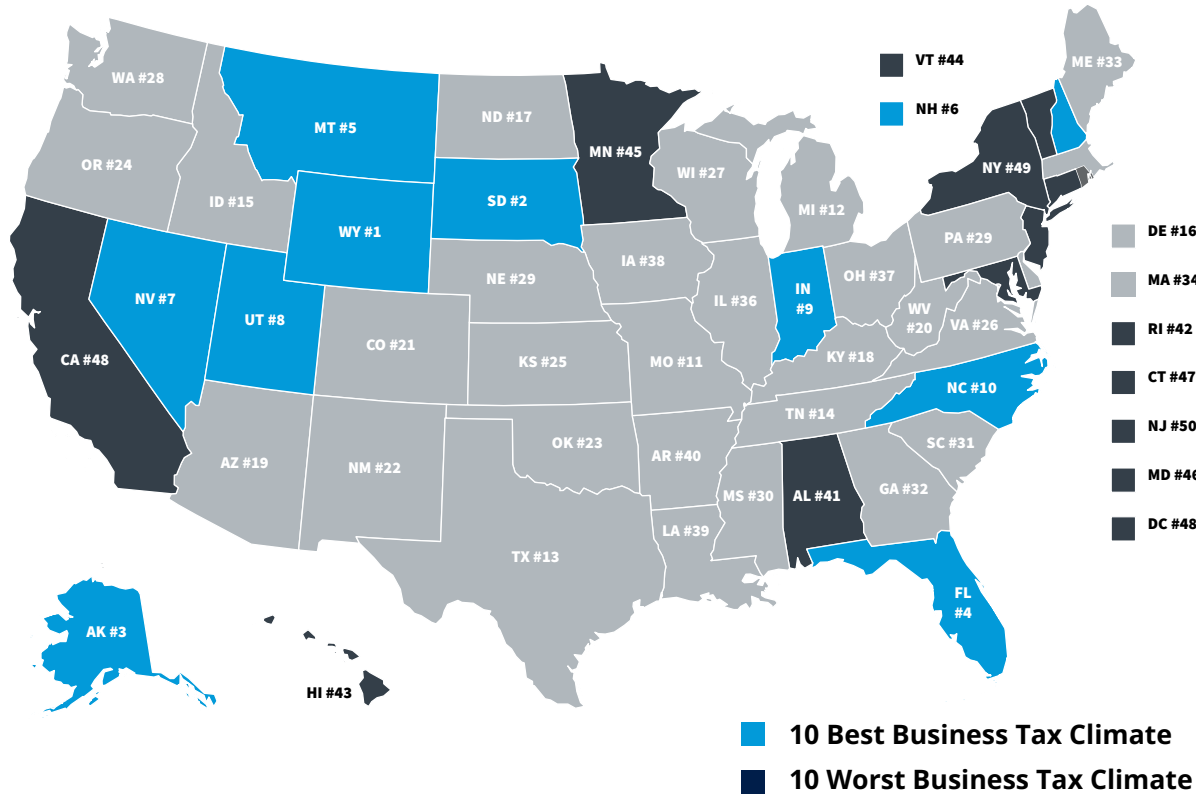 WA #28
MT #5
ND #17
MN #45
VT #44
NH #6
ME #33
OR #24
ID #15
WY #1
SD #2
WI #27
MI #12
NY #49
NV #7
UT #8
CO #21
NE #29
IA #38
IL #36
IN
#9
OH #37
PA #29
WV
#20
VA #26
DE #16
MA #34
RI #42
CT #47
NJ #50
MD #46
DC #48
CA #48
KS #25
MO #11
KY #18
NC #10
TN #14
SC #31
AZ #19
NM #22
OK #23
AR #40
MS #30
AL #41
GA #32
TX #13
LA #39
FL
#4
AK #3
HI #43
10 Best Business Tax Climate
10 Worst Business Tax Climate